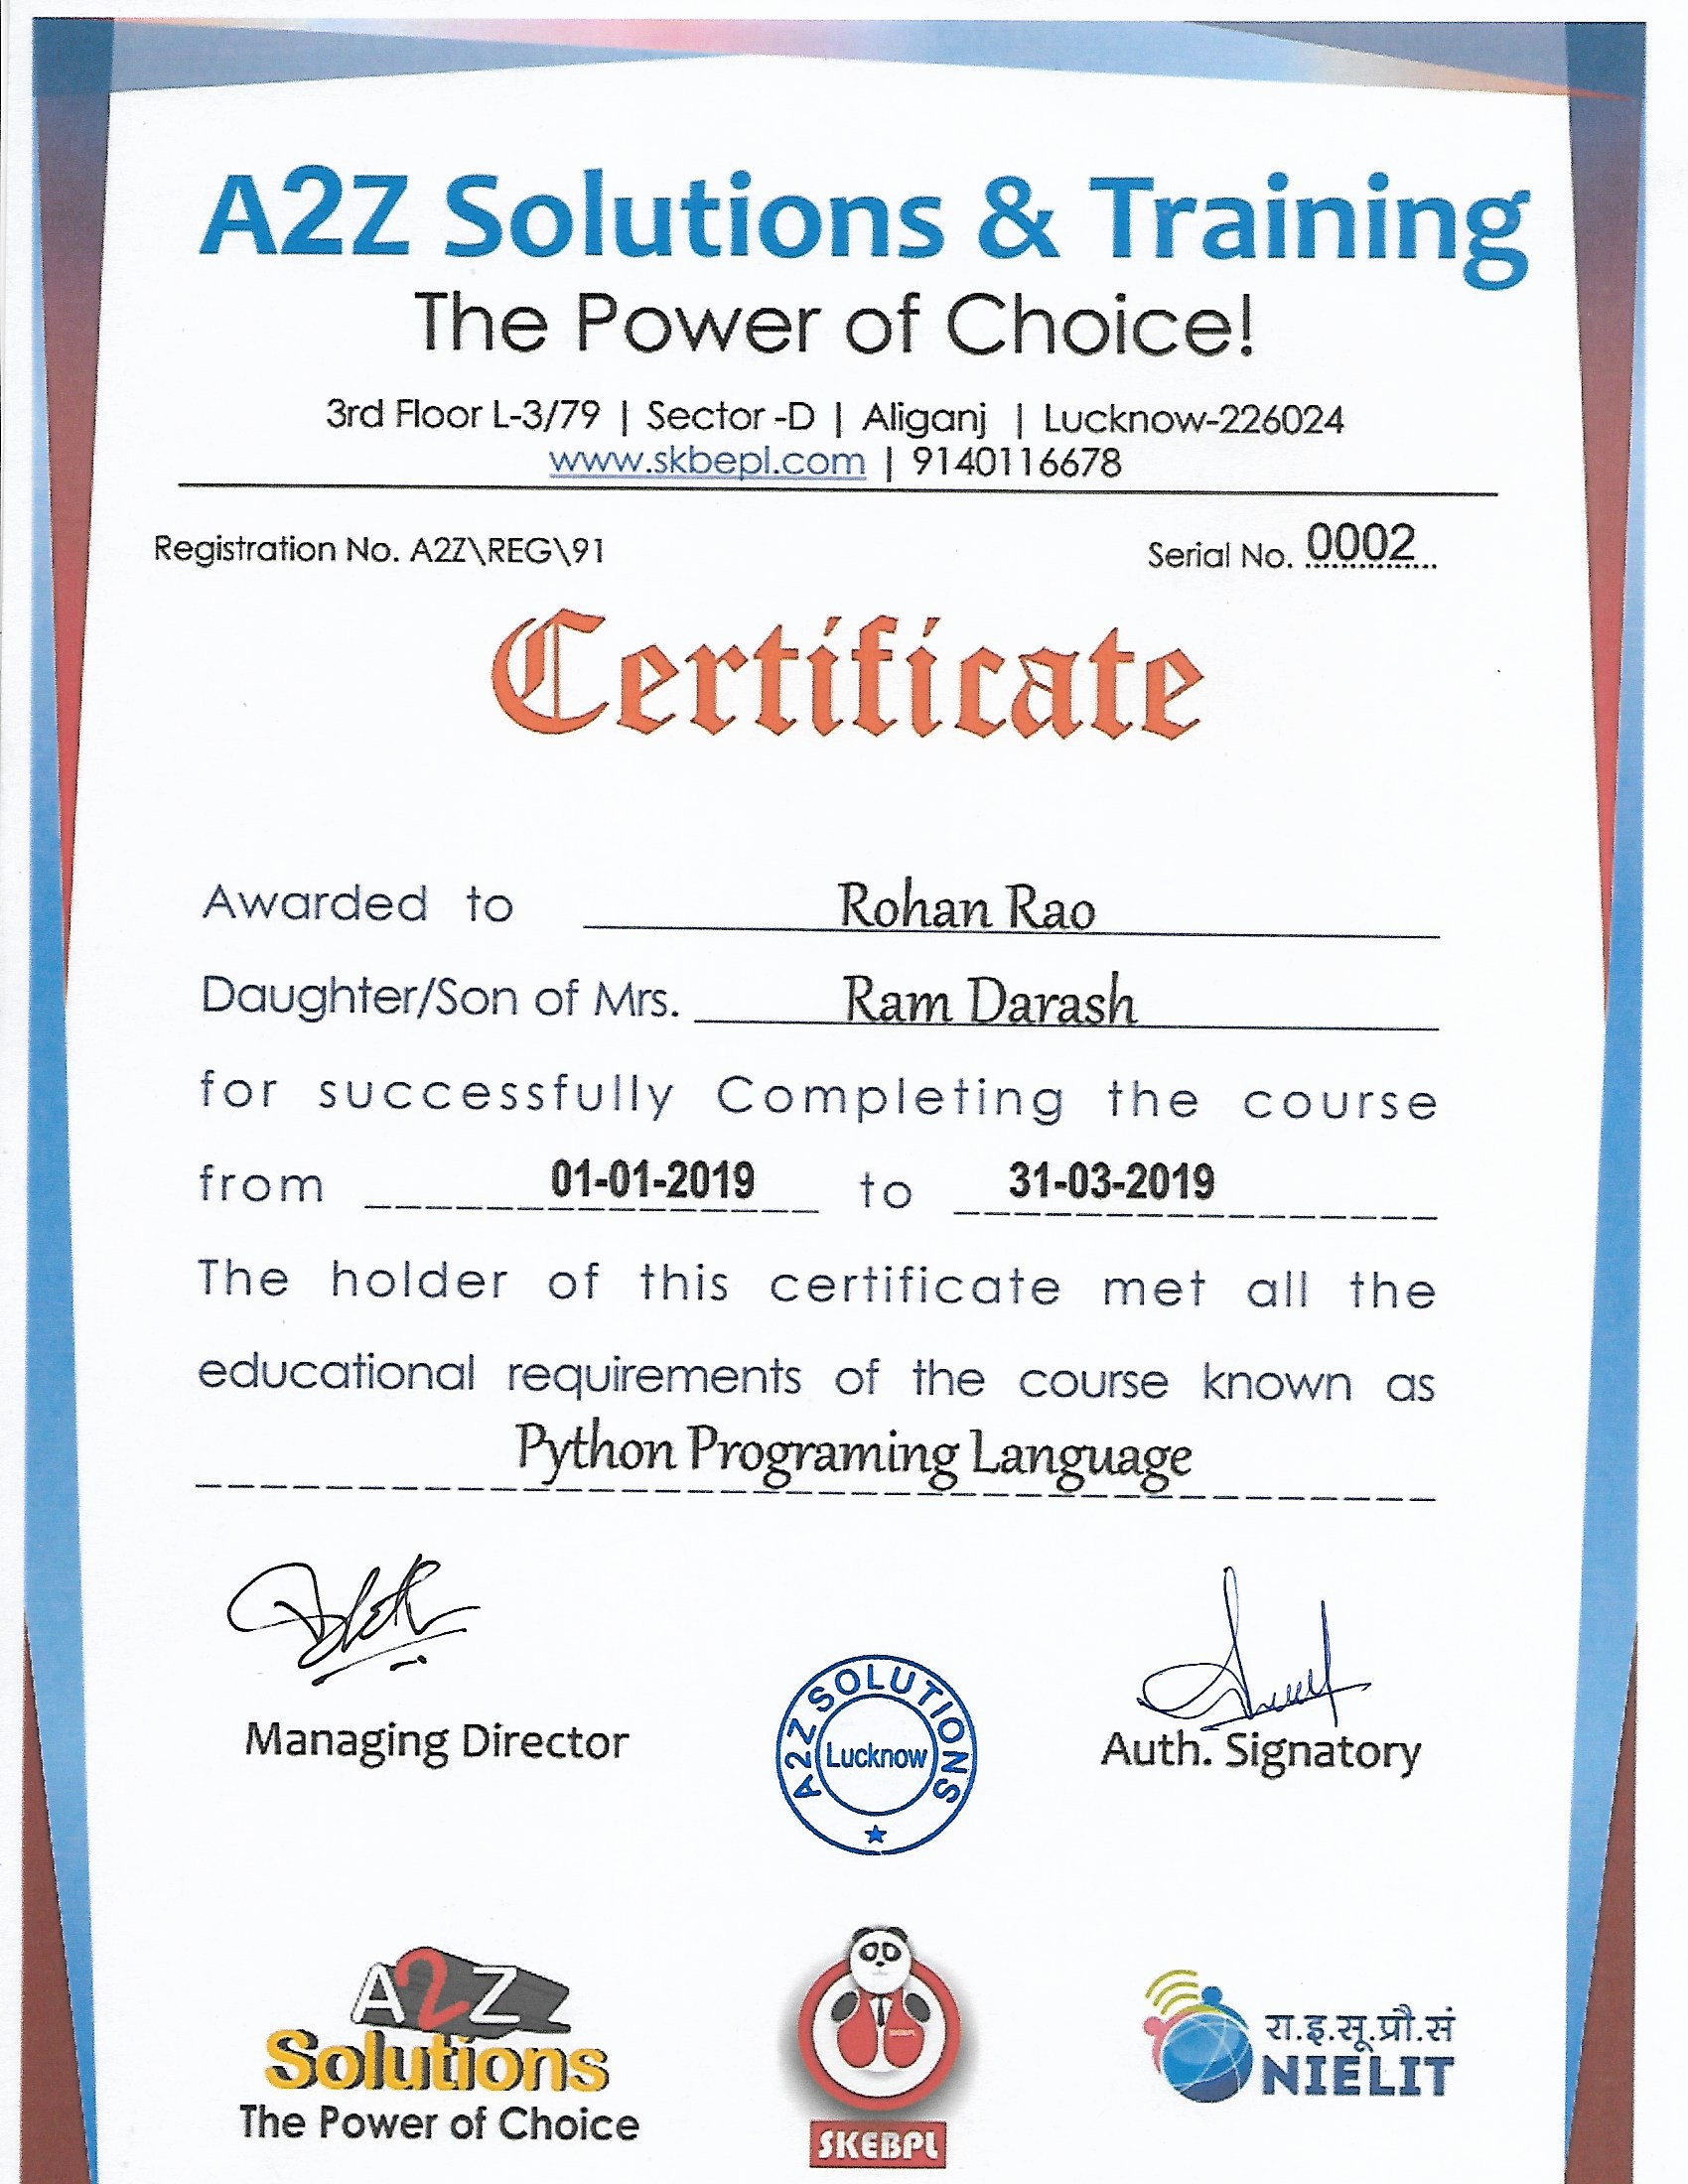 A2Z Solutions & Training
The Power of Choice!
3rd Floor L-3/79 | Sector -D | Aliganj | Lucknow-226024
www.skbepl.com | 9140116678
Registration No. A2Z\REG\91 Serial No. 0002
Certificate
Awarded to Rohan Rao
Daughter/Son of Mrs. Ram Darash
for successfully Completing the course
from 01-01-2019 to 31-03-2019
The holder of this certificate met all the
educational requirements of the course known as
Python Programing Language
Managing Director
A2Z SOLUTIONS
Lucknow
Auth. Signatory
A2Z
Solutions
The Power of Choice
SKEBPL
रा.इ.सू.प्रौ.सं
NIELIT